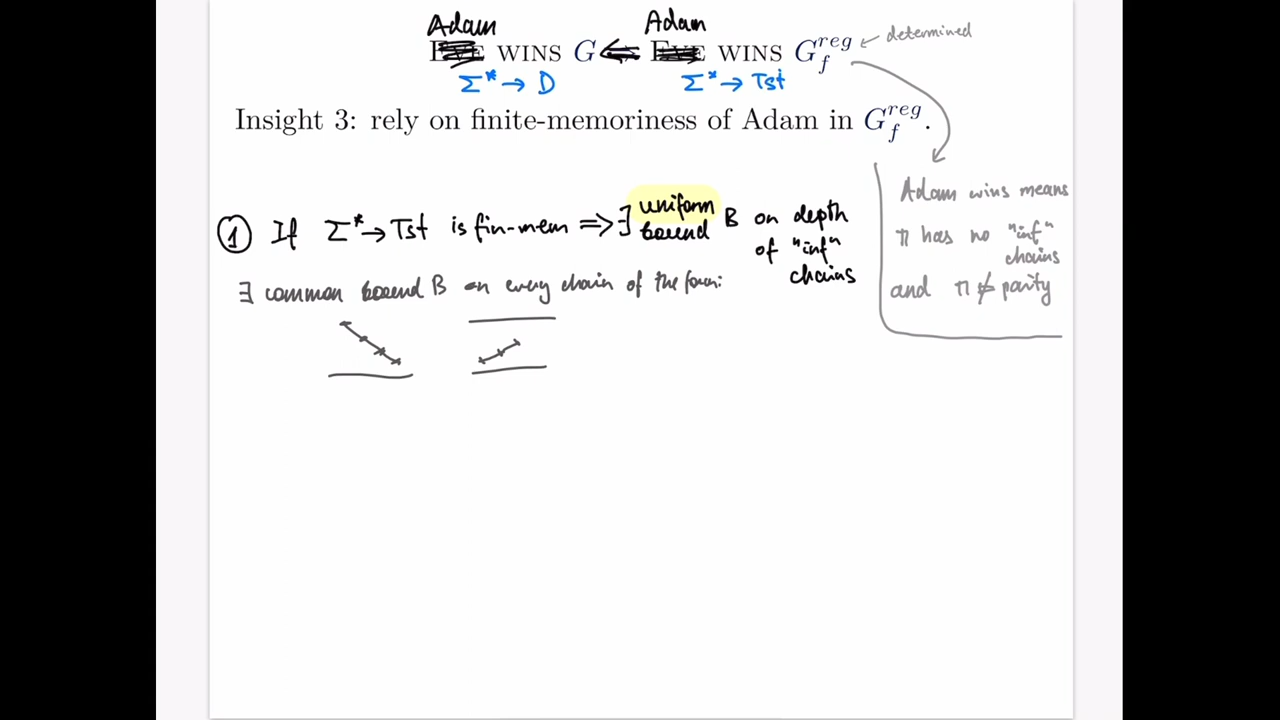 Adam Adam
WINS G ⇐ WINS G_f^reg ← determined
Σ* → D Σ* → Tst
Insight 3: rely on finite-memoriness of Adam in G_f^reg.
Adam wins means
π has no "inf" chains
and π ⊭ parity
① If Σ* → Tst is fin-mem ⇒ ∃ uniform bound B on depth
of "inf"
chains
∃ common bound B on every chain of the form: